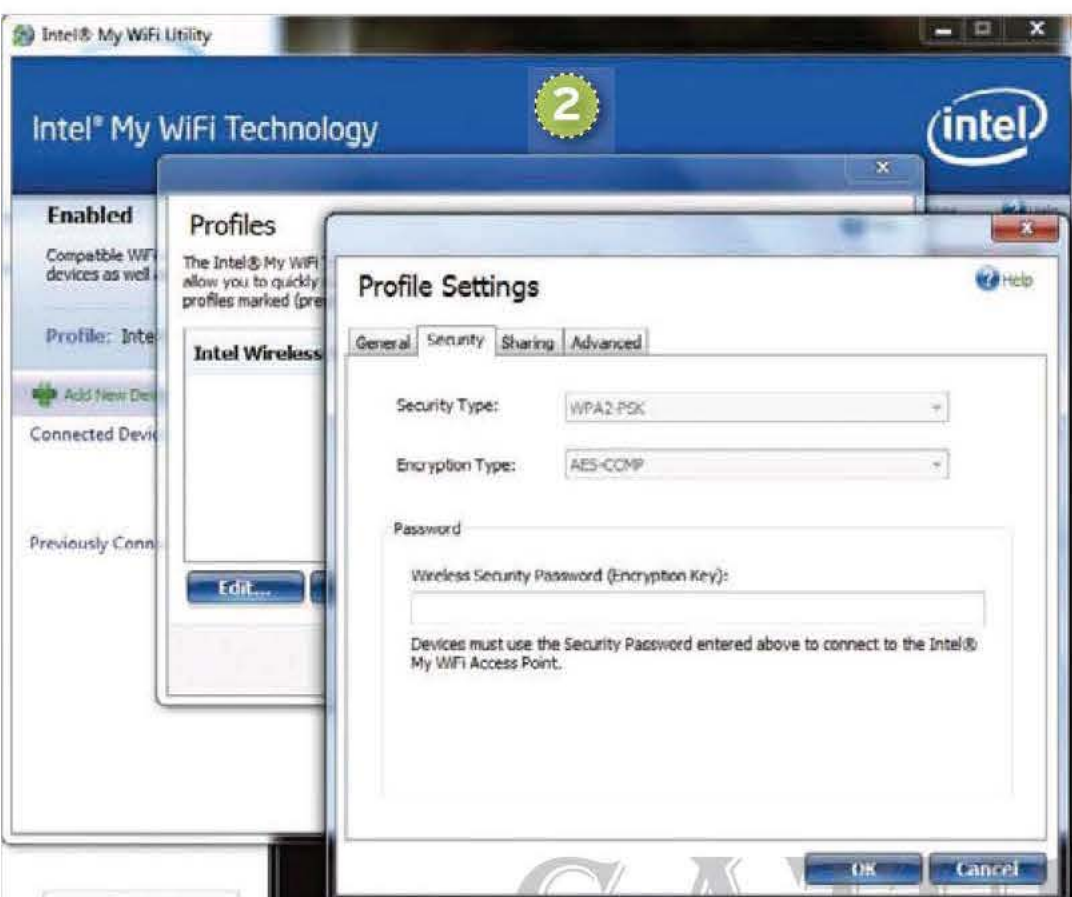 Intel® My WiFi Utility
2
Intel® My WiFi Technology
intel
Enabled
Compatible WiFi
devices as well
Profile: Inte
Add New Dev
Connected Devic
Previously Conn
Profiles
The Intel® My WiFi
allow you to quickly
profiles marked (pre
Intel Wireless
Edit...
Profile Settings
Help
General Security Sharing Advanced
Security Type: WPA2-PSK
Encryption Type: AES-CCMP
Password
Wireless Security Password (Encryption Key):
Devices must use the Security Password entered above to connect to the Intel®
My WiFi Access Point.
OK Cancel